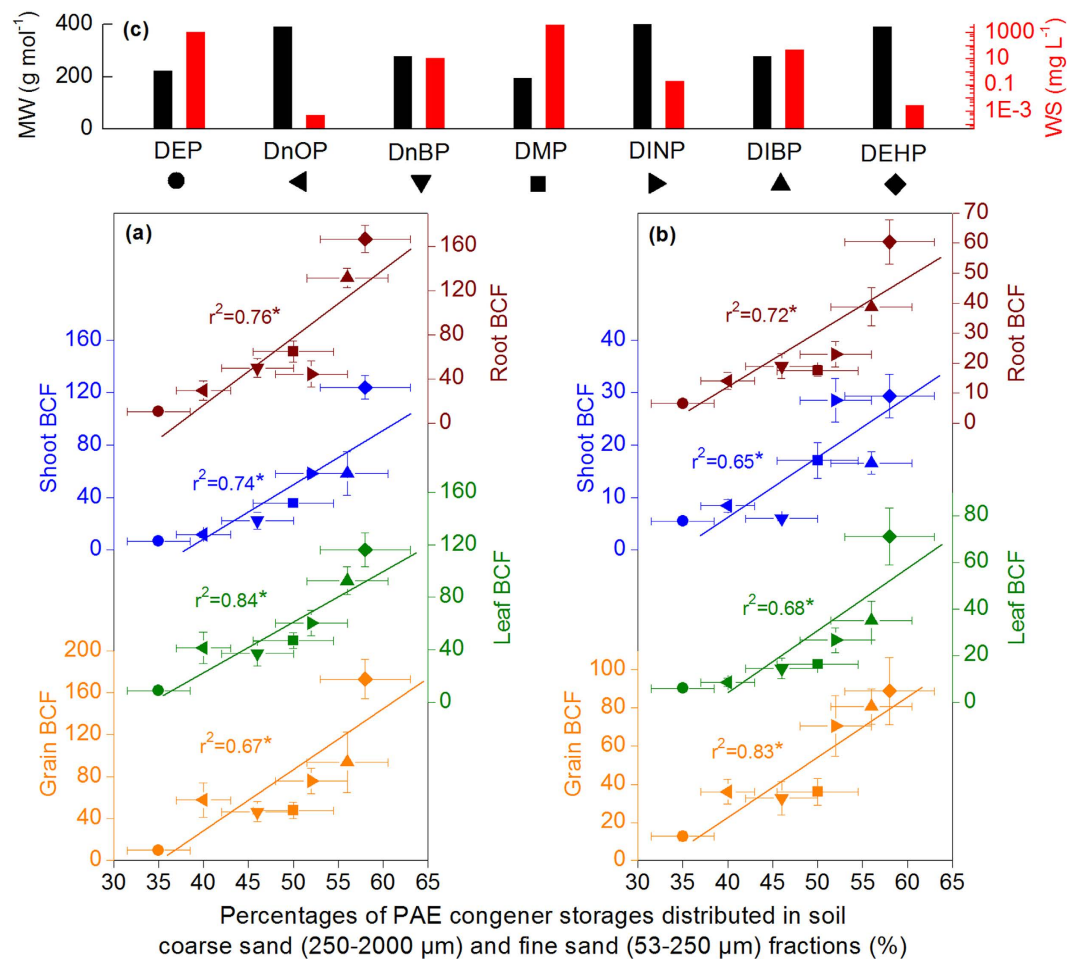 (c)
MW (g mol⁻¹)
400
200
0
WS (mg L⁻¹)
1000
10
0.1
1E-3
DEP DnOP DnBP DMP DINP DIBP DEHP
(a)
r²=0.76*
Root BCF
160
120
80
40
0
Shoot BCF
160
120
80
40
0
r²=0.74*
Leaf BCF
160
120
80
40
0
r²=0.84*
Grain BCF
200
160
120
80
40
0
r²=0.67*
30 35 40 45 50 55 60 65
(b)
r²=0.72*
Root BCF
70
60
50
40
30
20
10
0
Shoot BCF
40
30
20
10
0
r²=0.65*
Leaf BCF
80
60
40
20
0
r²=0.68*
Grain BCF
100
80
60
40
20
0
r²=0.83*
30 35 40 45 50 55 60 65
Percentages of PAE congener storages distributed in soil
coarse sand (250-2000 µm) and fine sand (53-250 µm) fractions (%)